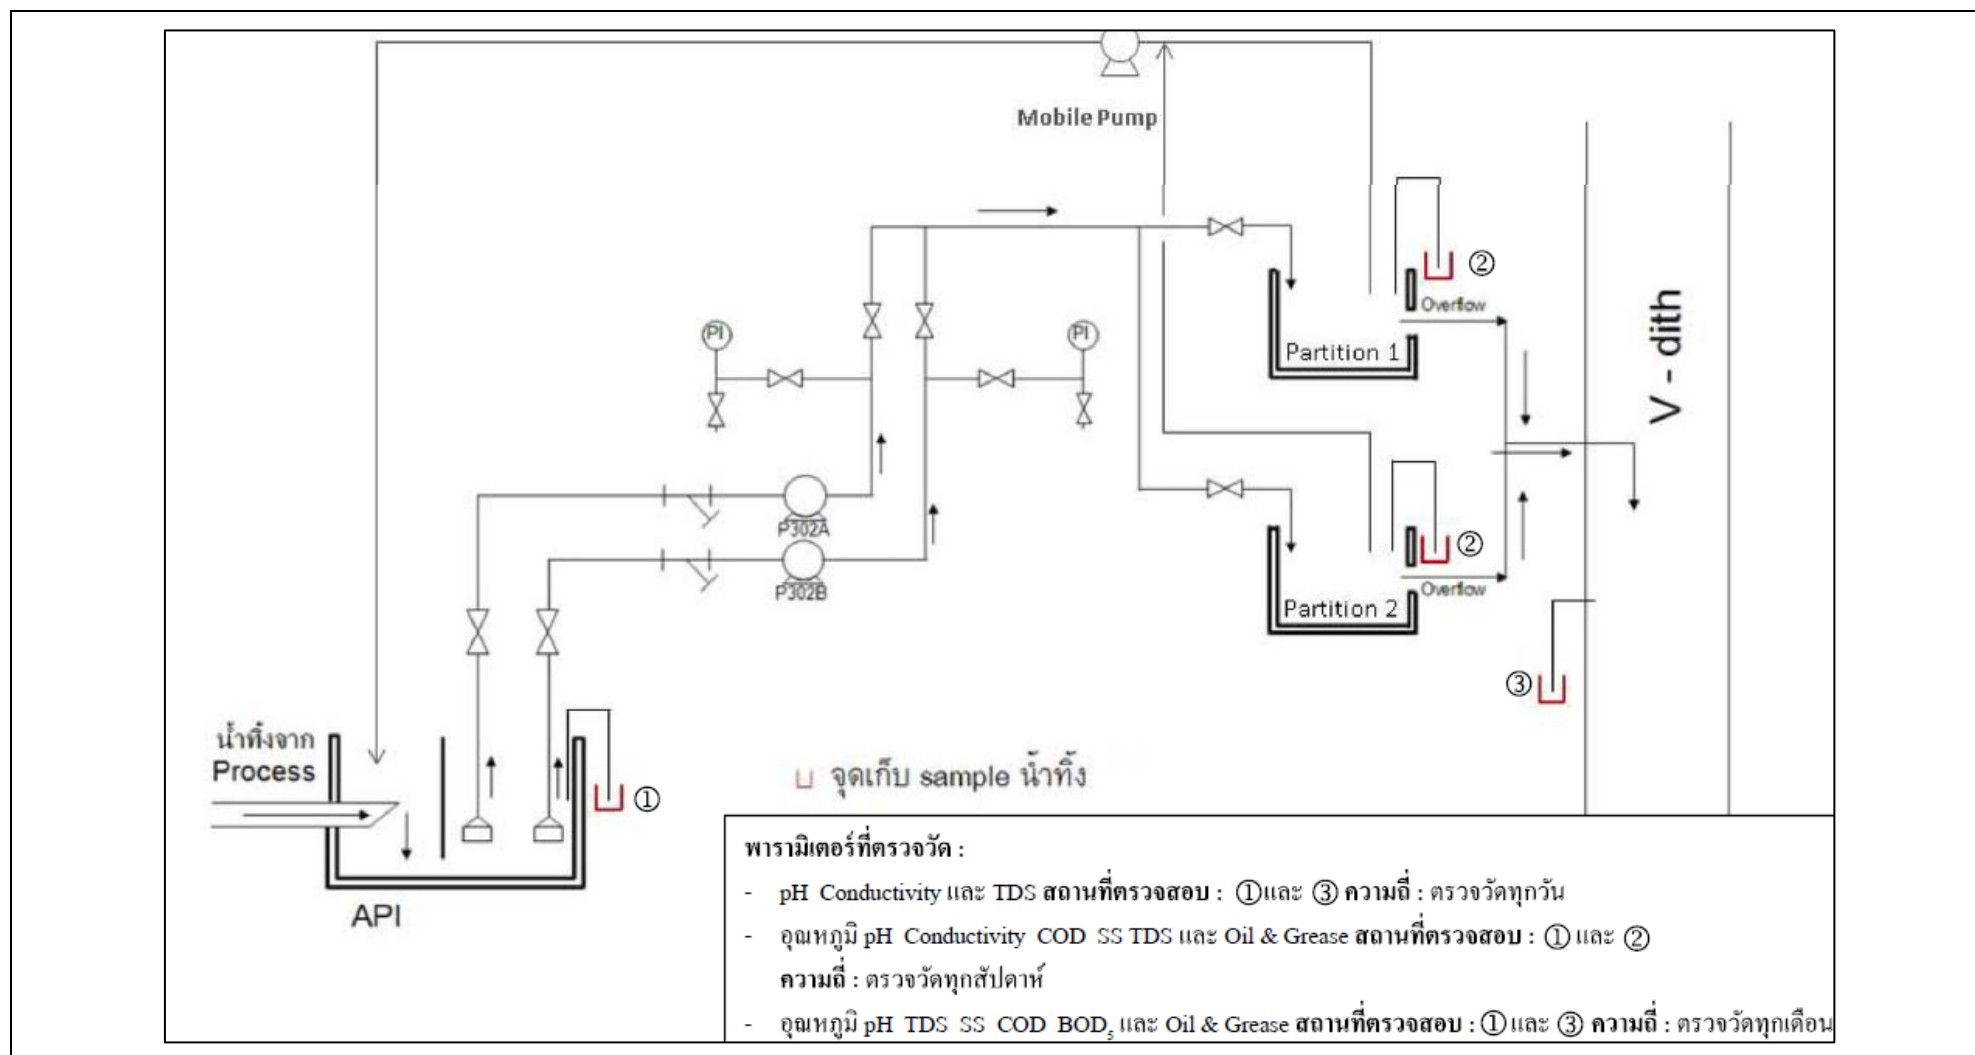 Mobile Pump
②
Overflow
PI
PI
Partition 1
V - dith
P302A
②
P302B
Overflow
Partition 2
③
น้ำทิ้งจาก
Process
①
⊔ จุดเก็บ sample น้ำทิ้ง
API
พารามิเตอร์ที่ตรวจวัด :
- pH Conductivity และ TDS สถานที่ตรวจสอบ : ①และ ③ ความถี่ : ตรวจวัดทุกวัน
- อุณหภูมิ pH Conductivity COD SS TDS และ Oil & Grease สถานที่ตรวจสอบ : ① และ ②
ความถี่ : ตรวจวัดทุกสัปดาห์
- อุณหภูมิ pH TDS SS COD BOD₅ และ Oil & Grease สถานที่ตรวจสอบ : ① และ ③ ความถี่ : ตรวจวัดทุกเดือน